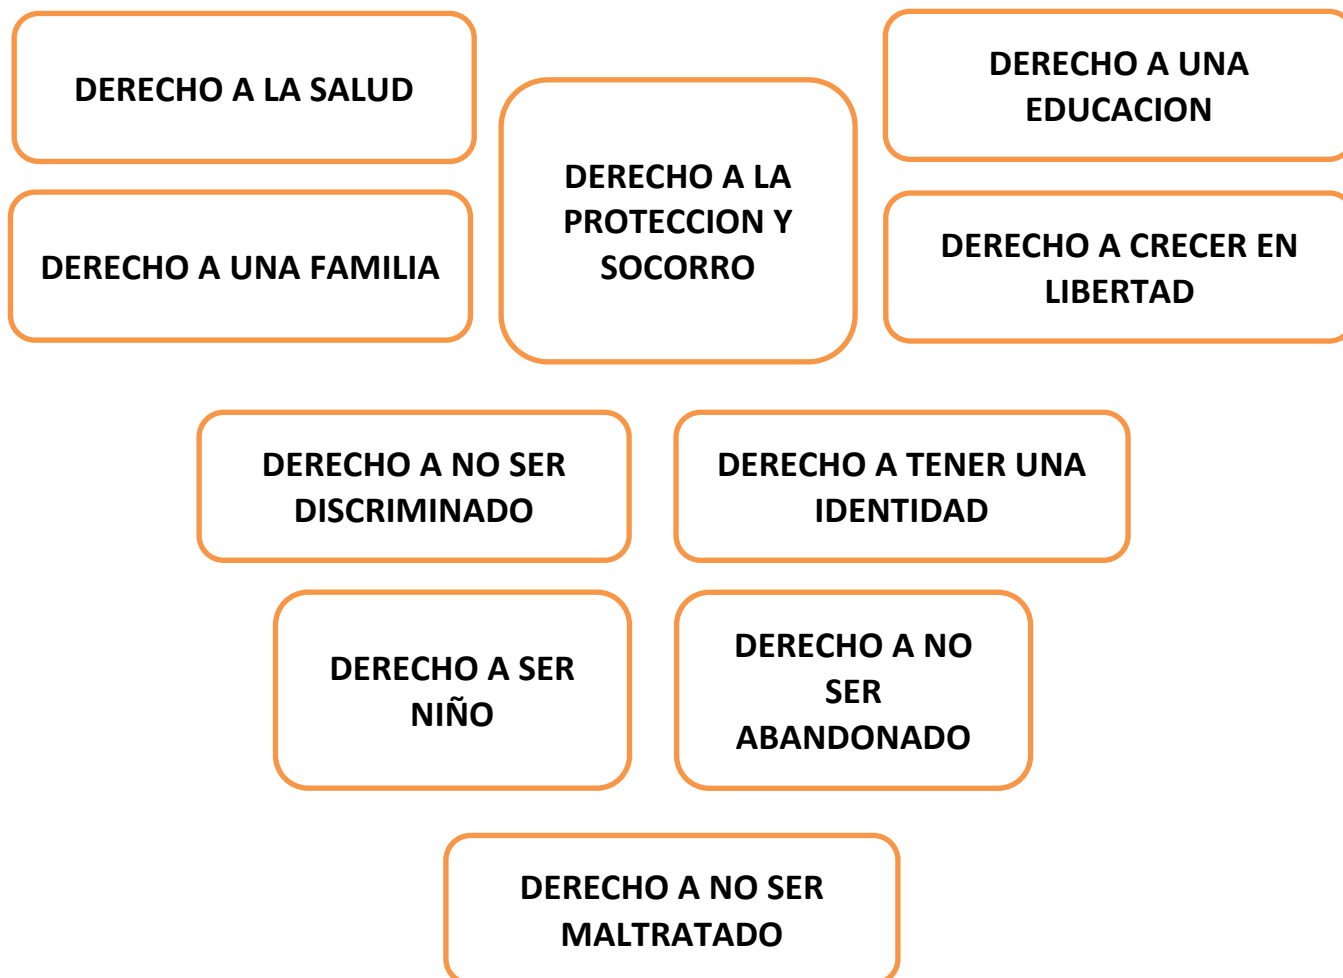 DERECHO A LA SALUD
DERECHO A UNA FAMILIA
DERECHO A LA
PROTECCION Y
SOCORRO
DERECHO A UNA
EDUCACION
DERECHO A CRECER EN
LIBERTAD
DERECHO A NO SER
DISCRIMINADO
DERECHO A TENER UNA
IDENTIDAD
DERECHO A SER
NIÑO
DERECHO A NO
SER
ABANDONADO
DERECHO A NO SER
MALTRATADO